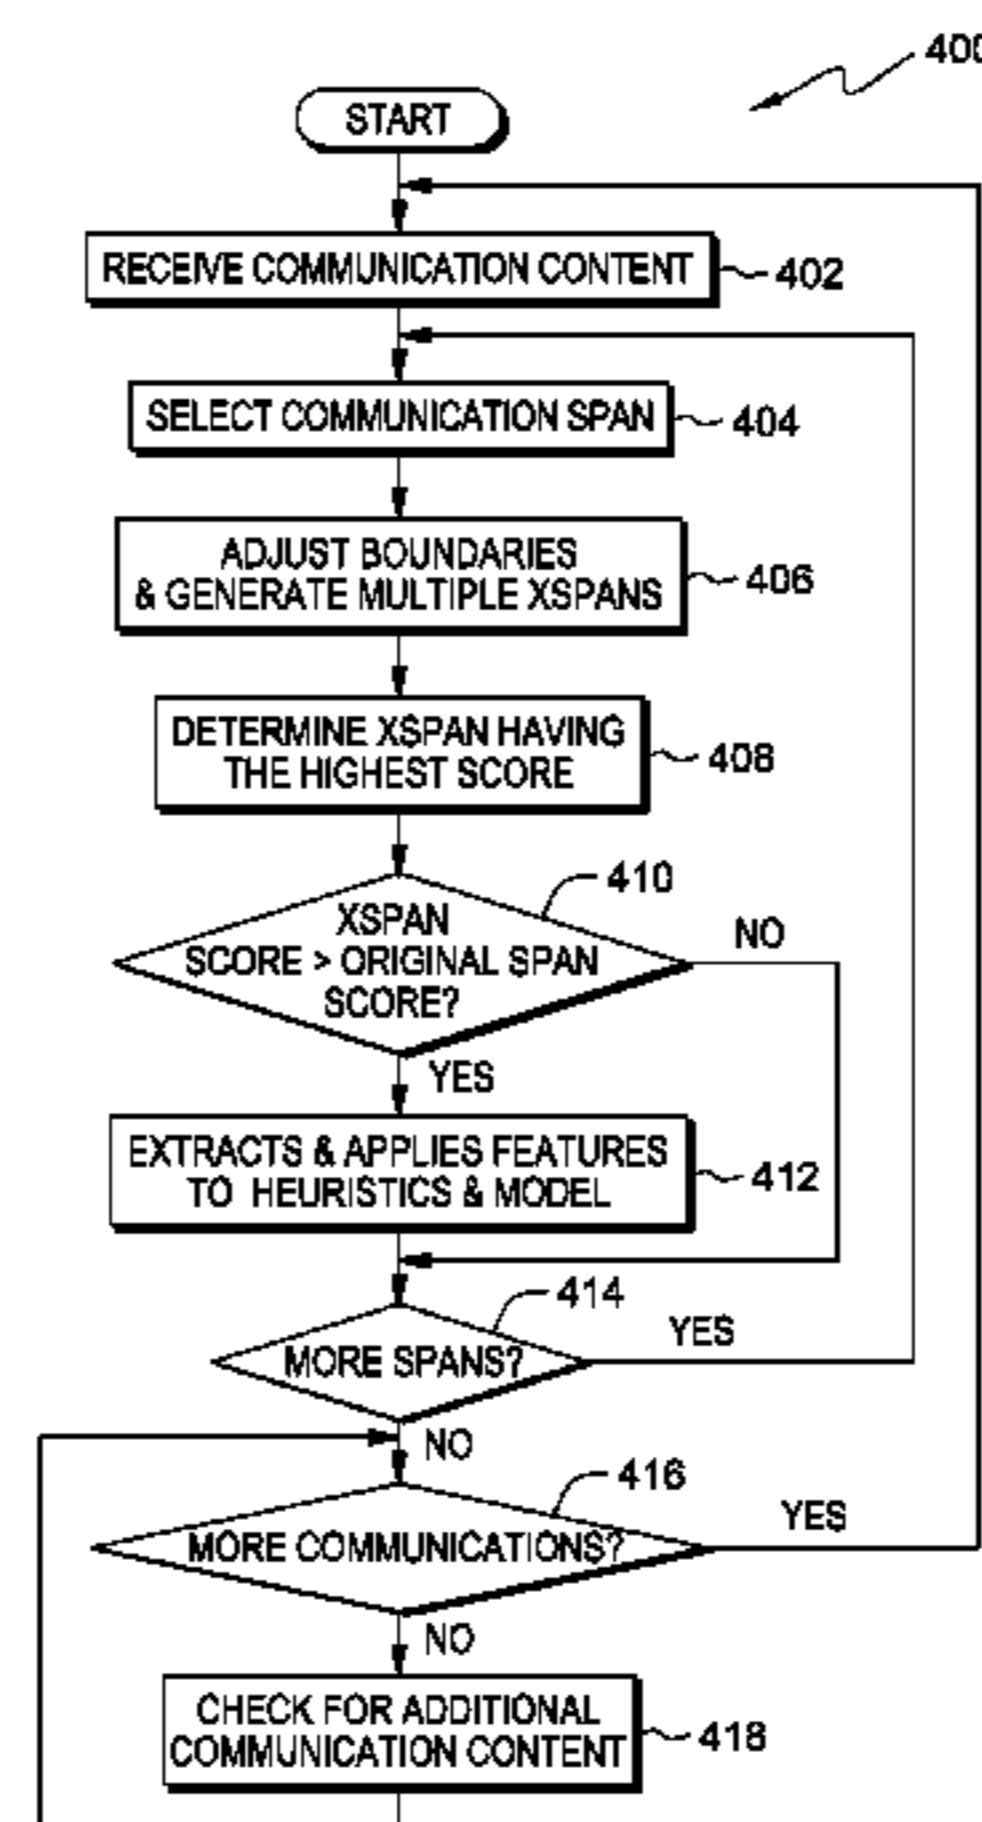 400
START
RECEIVE COMMUNICATION CONTENT
402
SELECT COMMUNICATION SPAN
404
ADJUST BOUNDARIES
& GENERATE MULTIPLE XSPANS
406
DETERMINE XSPAN HAVING
THE HIGHEST SCORE
408
410
XSPAN
SCORE > ORIGINAL SPAN
SCORE?
NO
YES
EXTRACTS & APPLIES FEATURES
TO HEURISTICS & MODEL
412
414
MORE SPANS?
YES
NO
416
MORE COMMUNICATIONS?
YES
NO
CHECK FOR ADDITIONAL
COMMUNICATION CONTENT
418